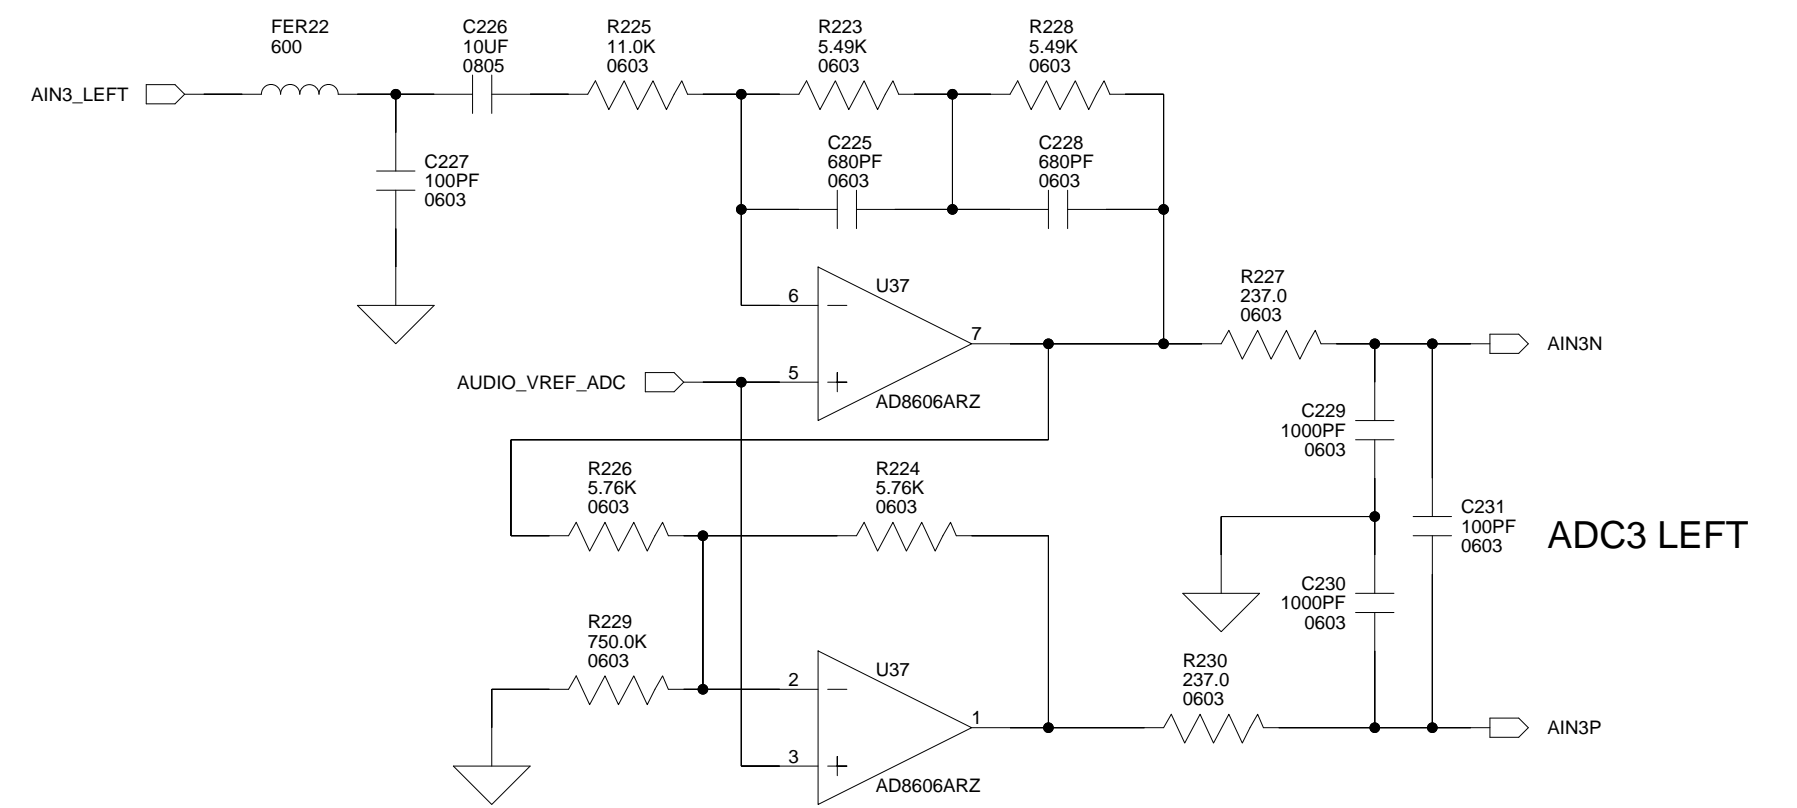 FER22
600
C226
10UF
0805
R225
11.0K
0603
R223
5.49K
0603
R228
5.49K
0603
AIN3_LEFT
C227
100PF
0603
C225
680PF
0603
C228
680PF
0603
U37
6
7
5
AUDIO_VREF_ADC
AD8606ARZ
R227
237.0
0603
AIN3N
C229
1000PF
0603
R226
5.76K
0603
R224
5.76K
0603
C231
100PF
0603
ADC3 LEFT
C230
1000PF
0603
R229
750.0K
0603
U37
2
1
3
AD8606ARZ
R230
237.0
0603
AIN3P